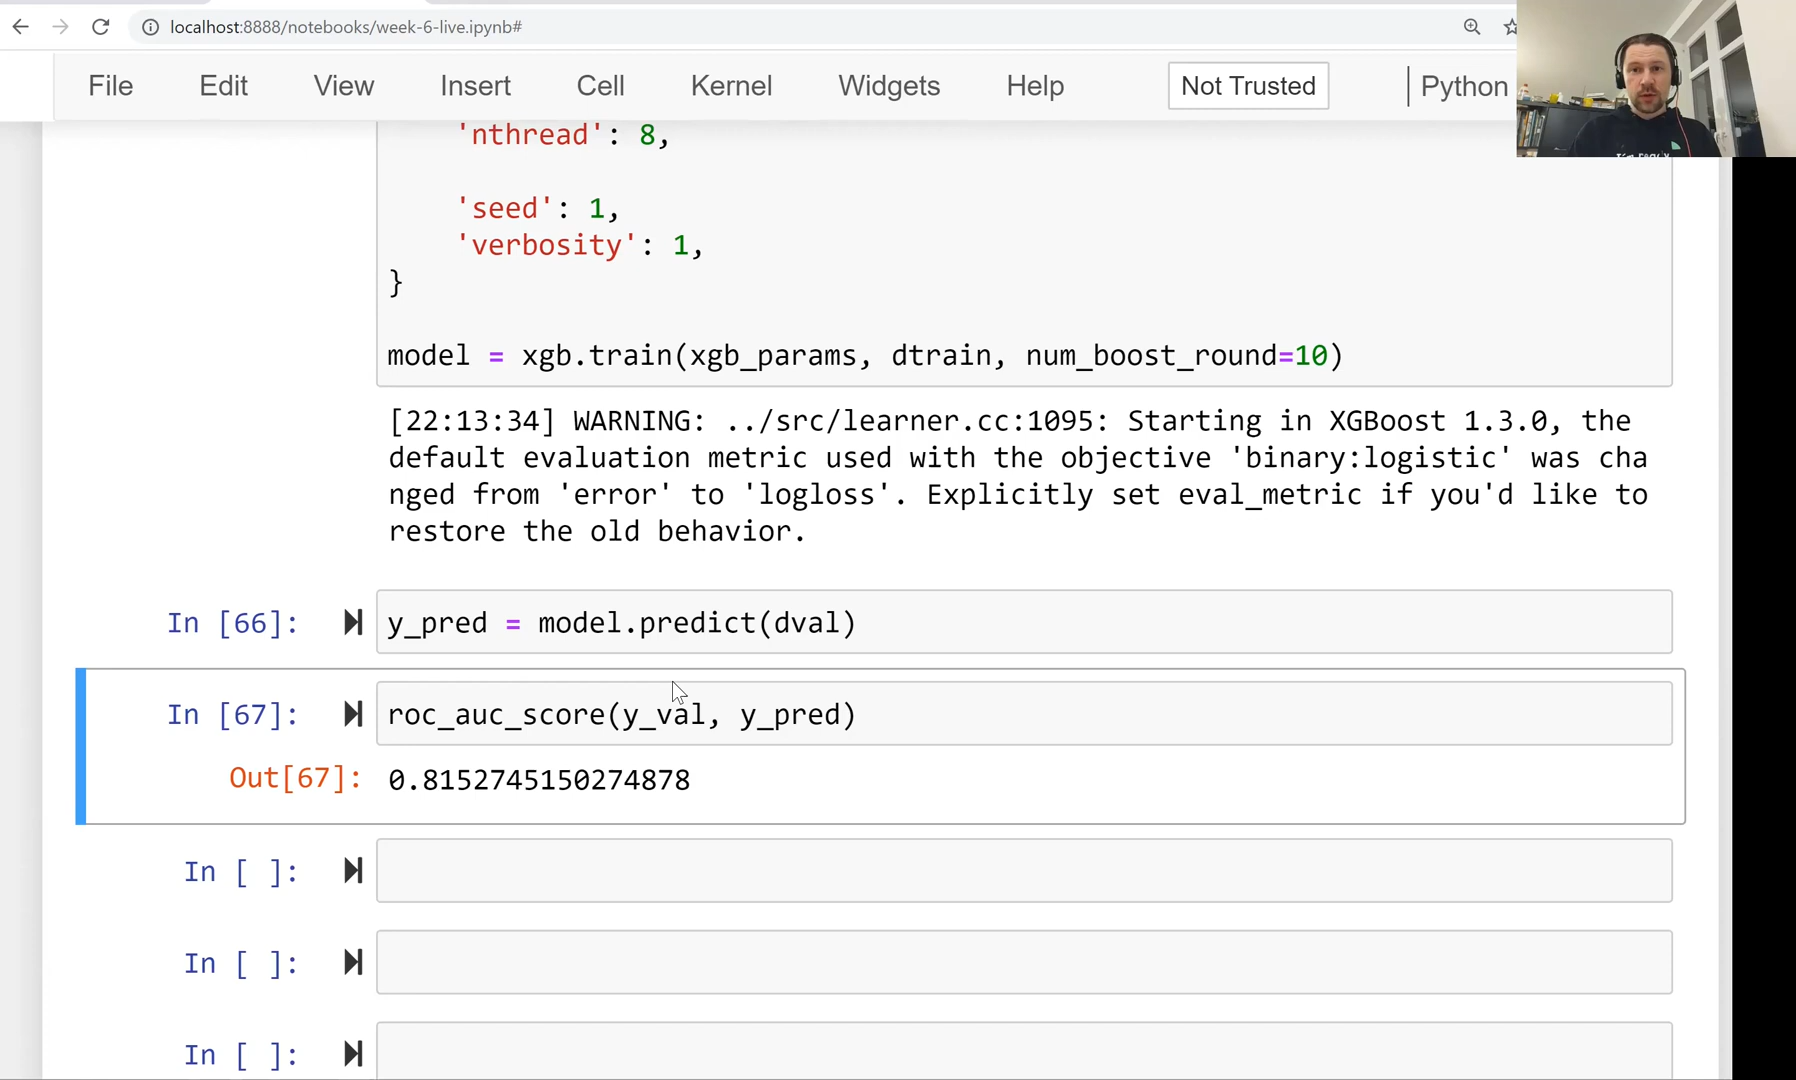 localhost:8888/notebooks/week-6-live.ipynb#
File Edit View Insert Cell Kernel Widgets Help Not Trusted Python
'nthread': 8,
'seed': 1,
'verbosity': 1,
}
model = xgb.train(xgb_params, dtrain, num_boost_round=10)
[22:13:34] WARNING: ../src/learner.cc:1095: Starting in XGBoost 1.3.0, the
default evaluation metric used with the objective 'binary:logistic' was cha
nged from 'error' to 'logloss'. Explicitly set eval_metric if you'd like to
restore the old behavior.
In [66]: y_pred = model.predict(dval)
In [67]: roc_auc_score(y_val, y_pred)
Out[67]: 0.8152745150274878
In [ ]:
In [ ]:
In [ ]: